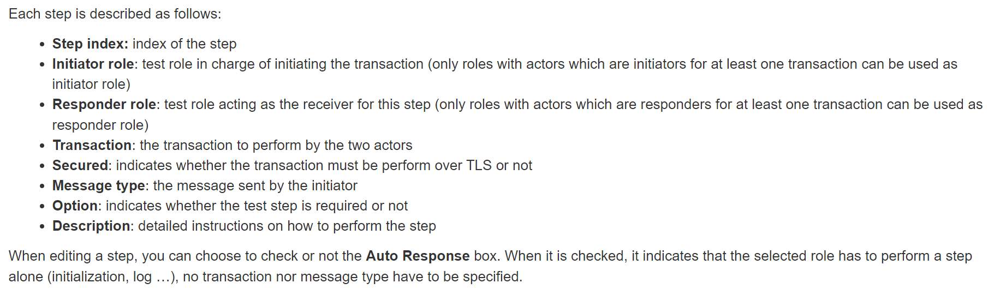 Each step is described as follows:
• Step index: index of the step
• Initiator role: test role in charge of initiating the transaction (only roles with actors which are initiators for at least one transaction can be used as
initiator role)
• Responder role: test role acting as the receiver for this step (only roles with actors which are responders for at least one transaction can be used as
responder role)
• Transaction: the transaction to perform by the two actors
• Secured: indicates whether the transaction must be perform over TLS or not
• Message type: the message sent by the initiator
• Option: indicates whether the test step is required or not
• Description: detailed instructions on how to perform the step
When editing a step, you can choose to check or not the Auto Response box. When it is checked, it indicates that the selected role has to perform a step
alone (initialization, log …), no transaction nor message type have to be specified.